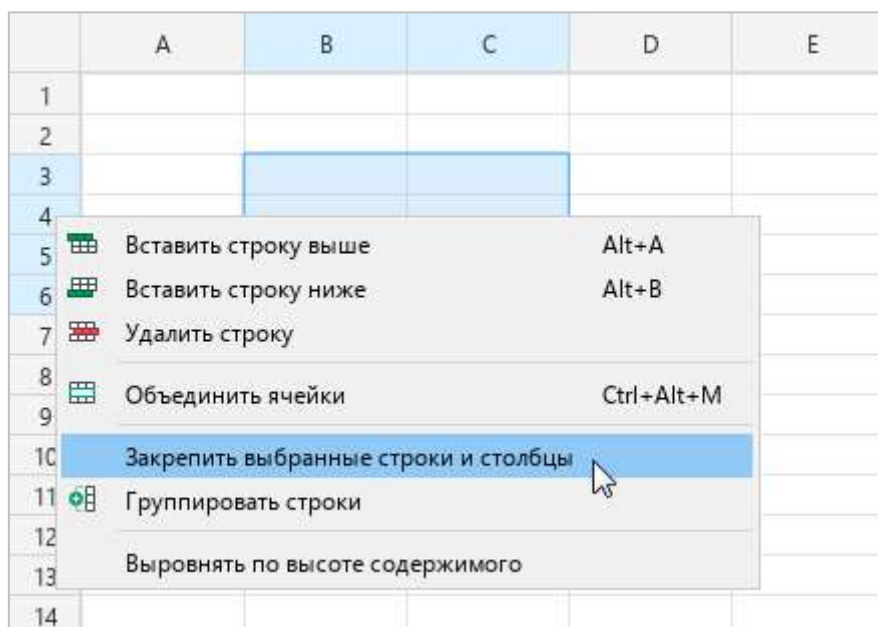 A B C D E
1
2
3
4
5 Вставить строку выше Alt+A
6 Вставить строку ниже Alt+B
7 Удалить строку
8
Объединить ячейки Ctrl+Alt+M
9
10 Закрепить выбранные строки и столбцы
11 Группировать строки
12
13 Выровнять по высоте содержимого
14